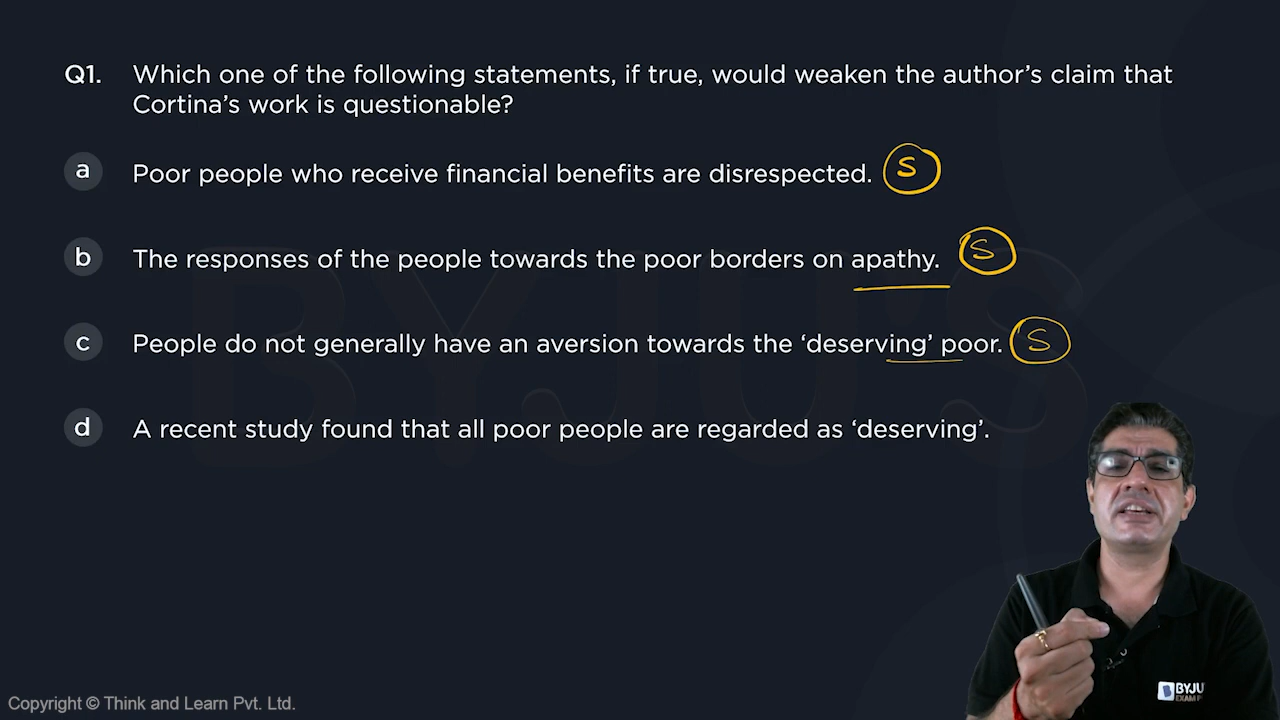 Q1. Which one of the following statements, if true, would weaken the author's claim that
Cortina's work is questionable?
a Poor people who receive financial benefits are disrespected. S
b The responses of the people towards the poor borders on apathy. S
c People do not generally have an aversion towards the 'deserving' poor. S
d A recent study found that all poor people are regarded as 'deserving'.
BYJU'S
BYJU
EXAM P
Copyright © Think and Learn Pvt. Ltd.